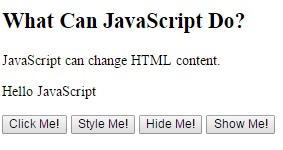 What Can JavaScript Do?
JavaScript can change HTML content.
Hello JavaScript
Click Me! Style Me! Hide Me! Show Me!